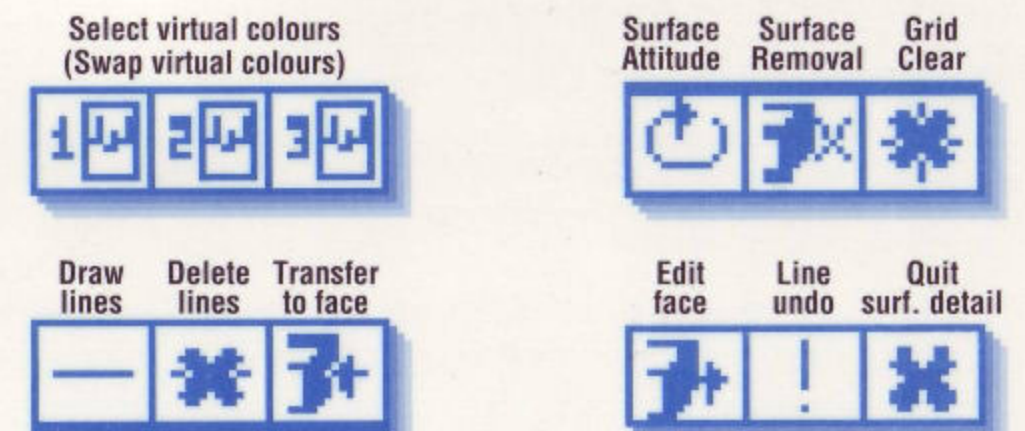 Select virtual colours
(Swap virtual colours)
1 2 3
Surface Attitude
Surface Removal
Grid Clear
Draw lines
Delete lines
Transfer to face
Edit face
Line undo
Quit surf. detail